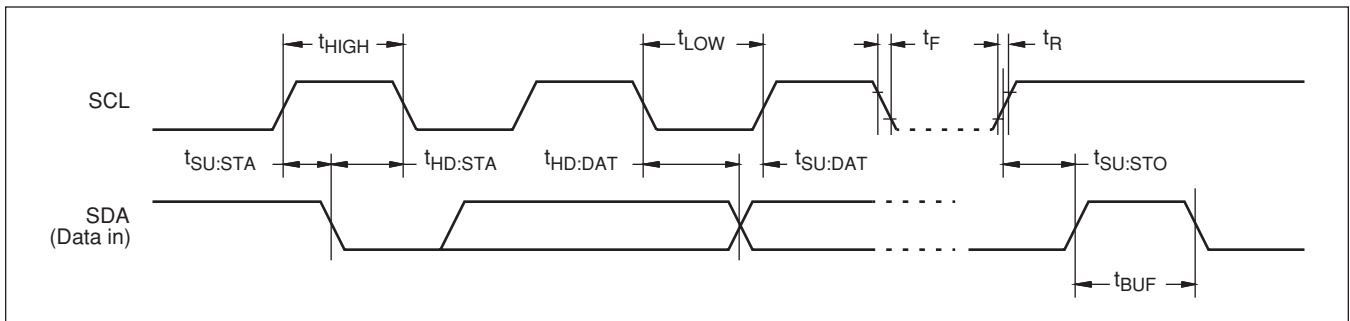 tHIGH
tLOW
tF
tR
SCL
tSU:STA
tHD:STA
tHD:DAT
tSU:DAT
tSU:STO
SDA
(Data in)
tBUF